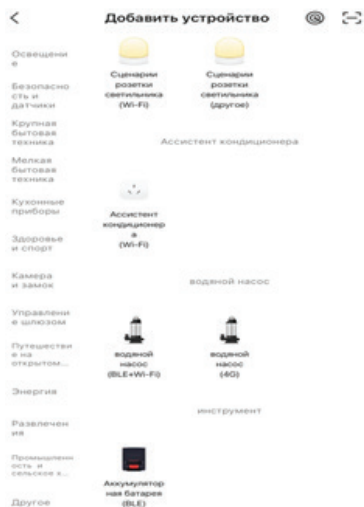 Добавить устройство
Освещени
е
Безопасно
сть и
датчики
Крупная
бытовая
техника
Мелкая
бытовая
техника
Кухонные
приборы
Здоровье
и спорт
Камера
и замок
Управлени
е шлюзом
Путешестви
е на
открытом...
Энергия
Развлечен
ия
Промышленн
ость и
сельское х...
Другое
Сценарии
розетки
светильника
(Wi-Fi)
Сценарии
розетки
светильника
(другое)
Ассистент кондиционера
Ассистент
кондиционер
а
(Wi-Fi)
водяной насос
водяной
насос
(BLE+Wi-Fi)
водяной
насос
(4G)
инструмент
Аккумулятор
ная батарея
(BLE)